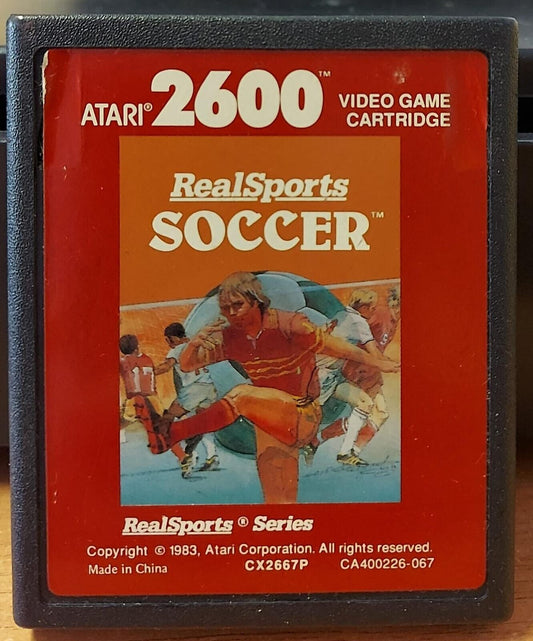 ATARI® 2600™ VIDEO GAME
CARTRIDGE
RealSports
SOCCER™
17
RealSports ® Series
Copyright © 1983, Atari Corporation. All rights reserved.
Made in China CX2667P CA400226-067